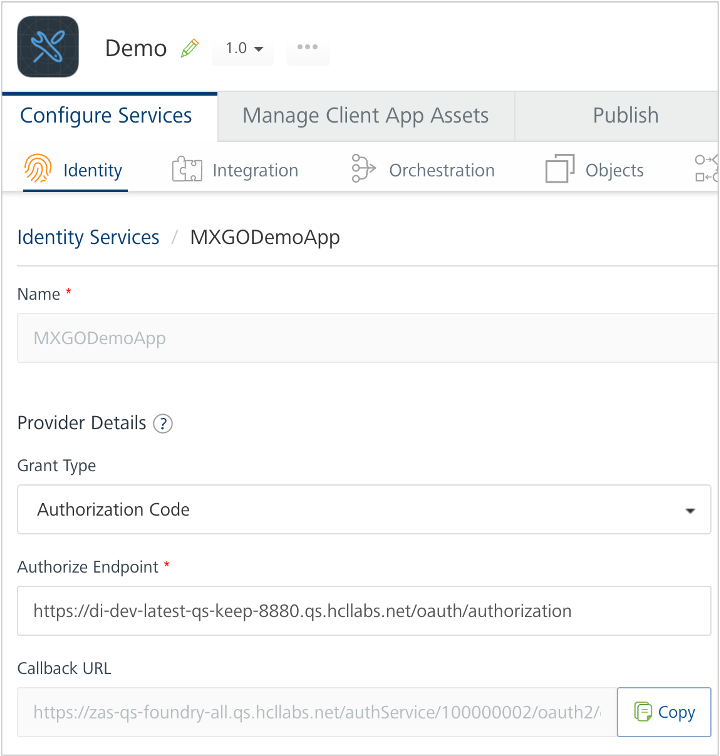 Demo 1.0
Configure Services Manage Client App Assets Publish
Identity Integration Orchestration Objects
Identity Services / MXGODemoApp
Name *
MXGODemoApp
Provider Details ?
Grant Type
Authorization Code
Authorize Endpoint *
https://di-dev-latest-qs-keep-8880.qs.hcllabs.net/oauth/authorization
Callback URL
https://zas-qs-foundry-all.qs.hcllabs.net/authService/100000002/oauth2/ Copy